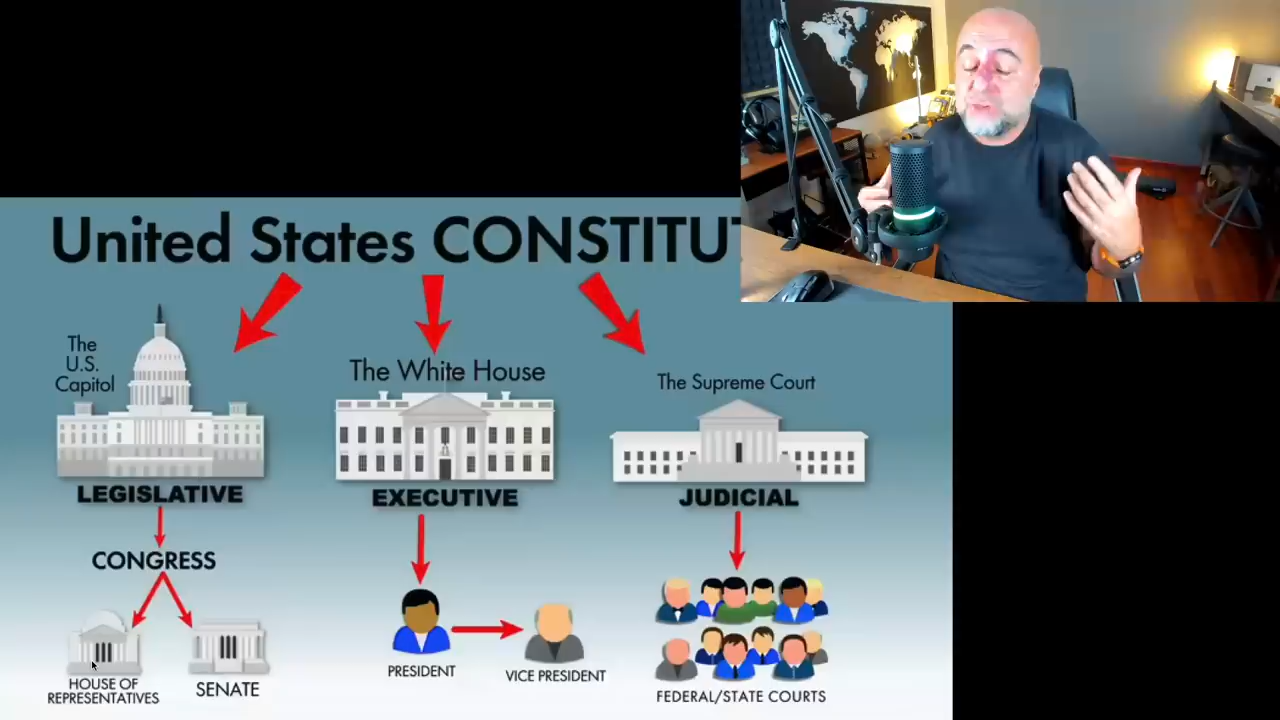 United States CONSTITUT
The
U.S.
Capitol
The White House
The Supreme Court
LEGISLATIVE
EXECUTIVE
JUDICIAL
CONGRESS
HOUSE OF
REPRESENTATIVES
SENATE
PRESIDENT
VICE PRESIDENT
FEDERAL/STATE COURTS